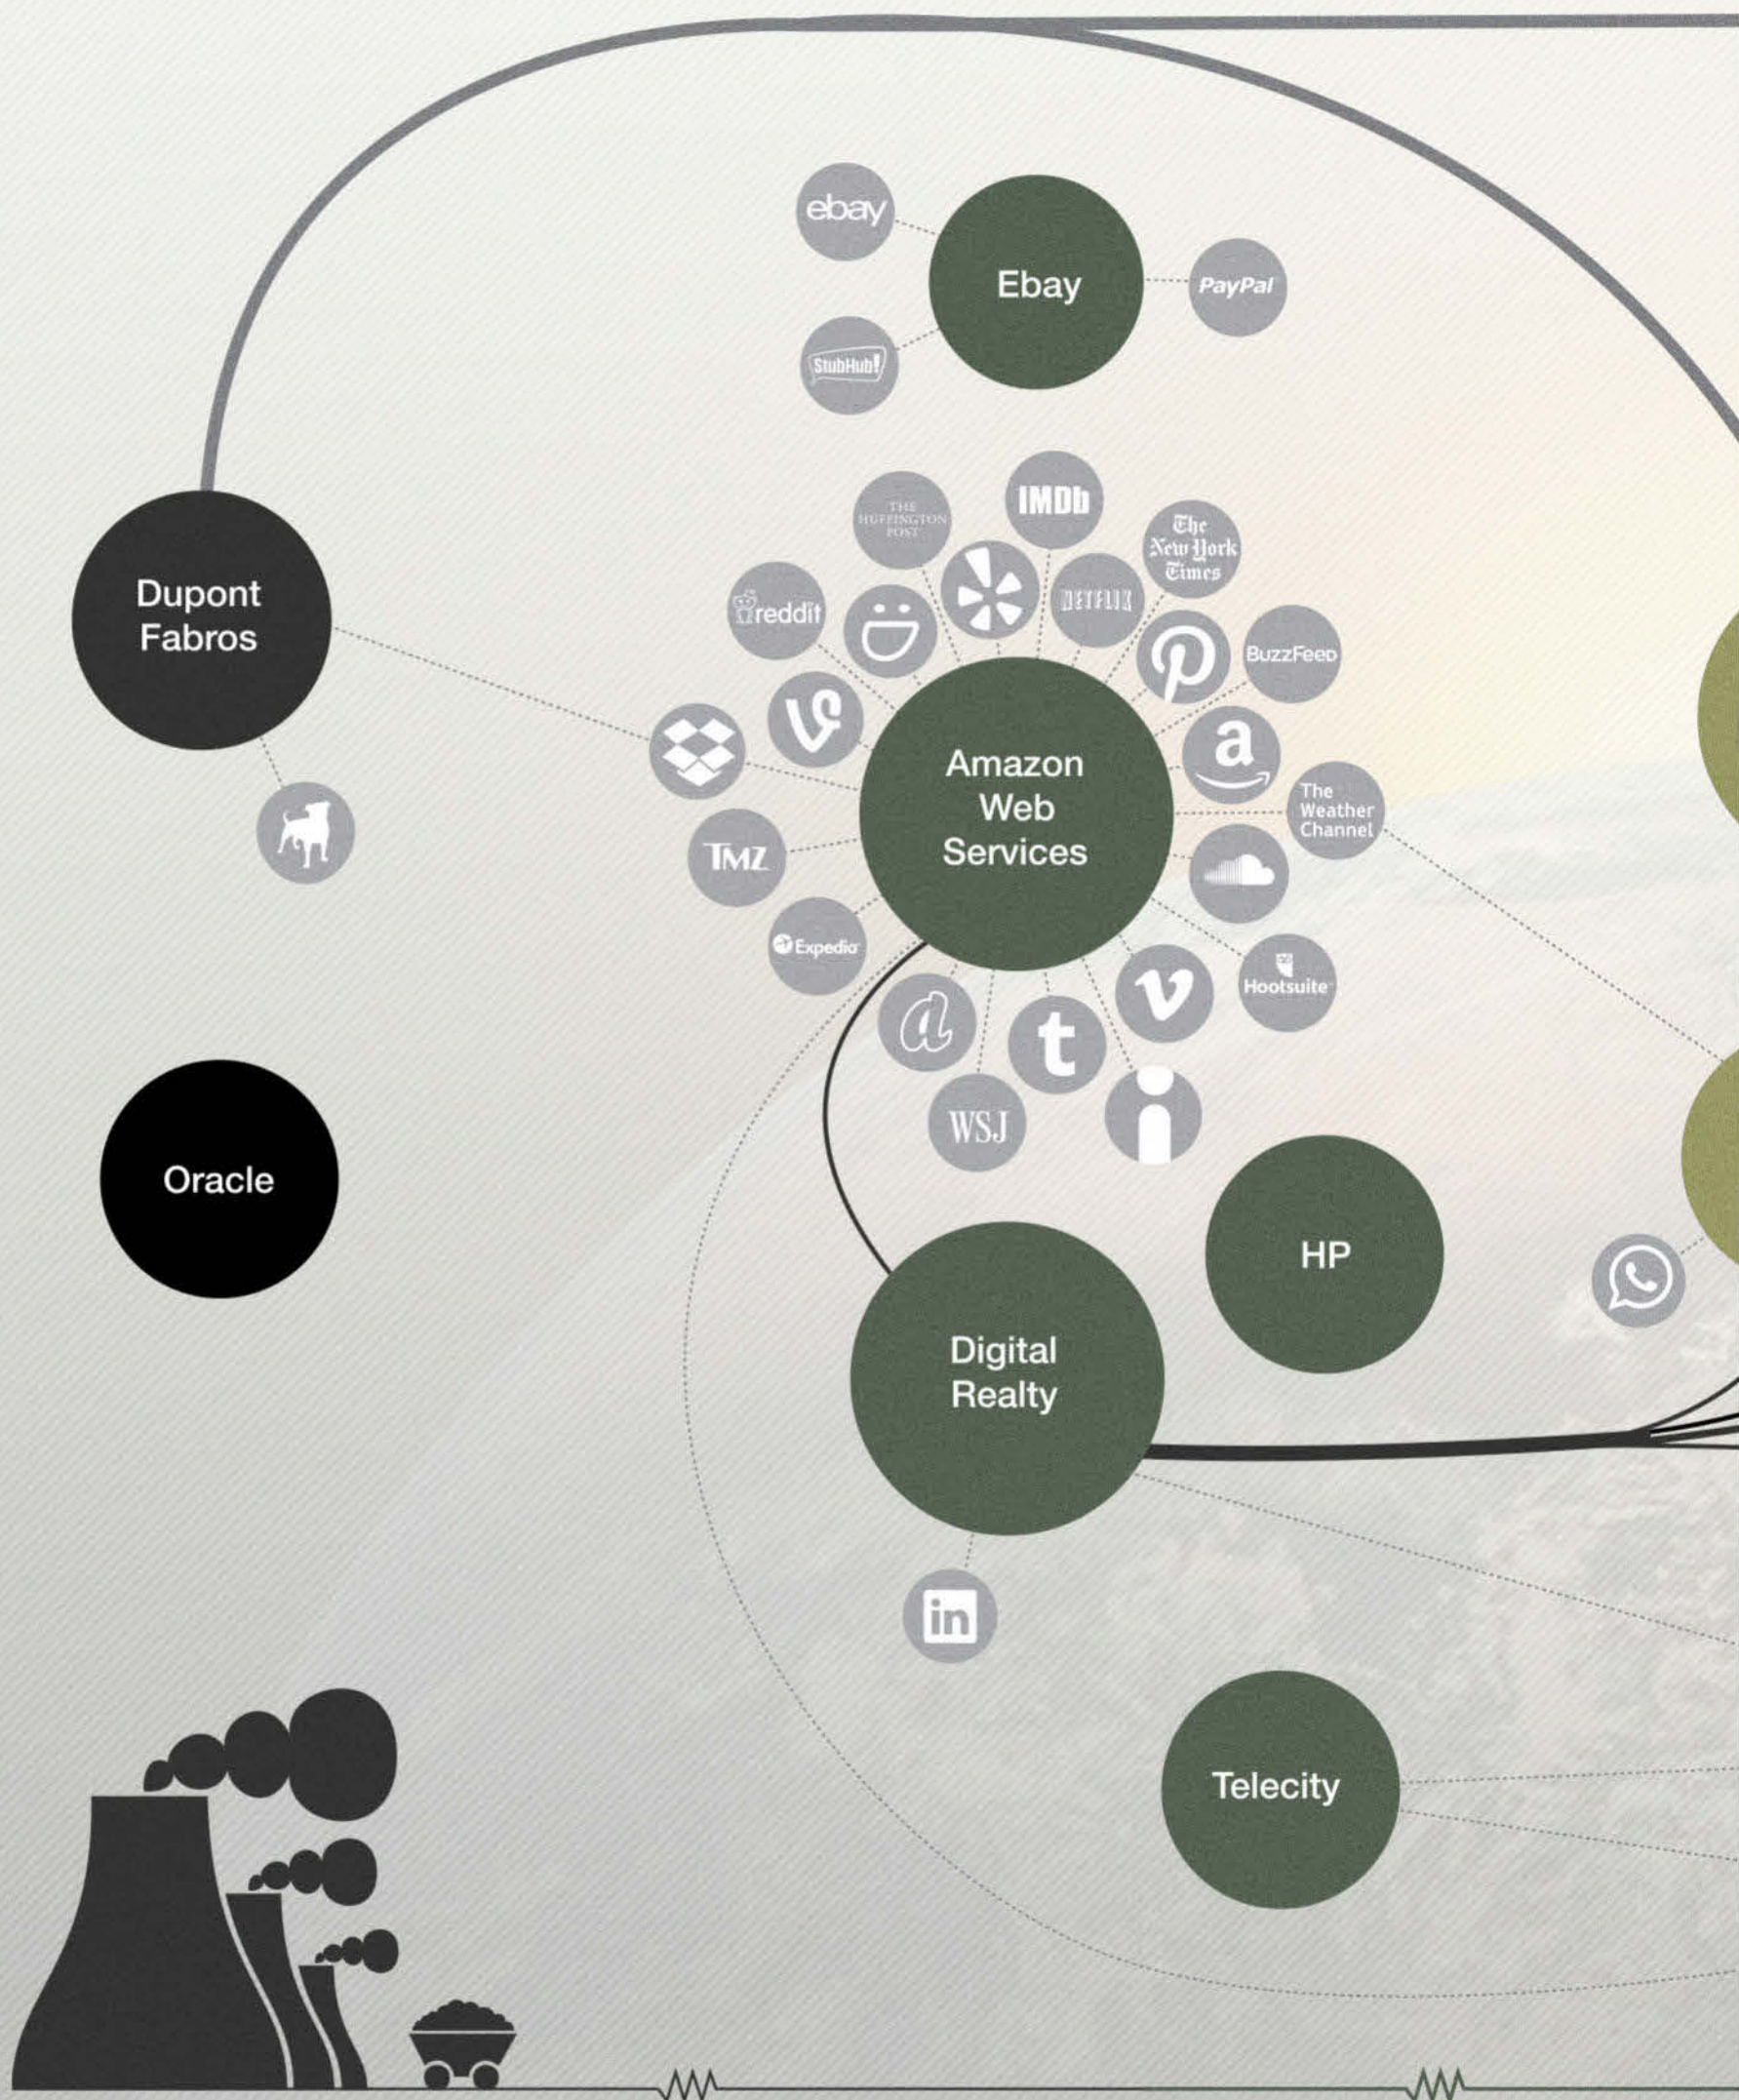 ebay
Ebay
PayPal
StubHub!
THE
HUFFINGTON
POST
IMDb
The
New York
Times
reddit
NETFLIX
BuzzFeed
Dupont
Fabros
a
Amazon
Web
Services
The
Weather
Channel
TMZ
Expedia
Hootsuite
a
t
v
i
WSJ
Oracle
HP
Digital
Realty
in
Telecity